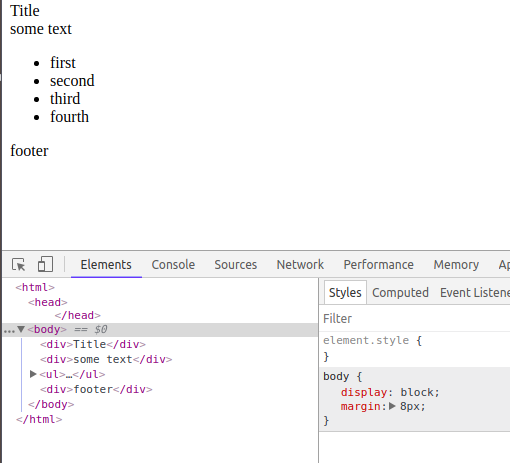 Title
some text
• first
• second
• third
• fourth
footer
Elements Console Sources Network Performance Memory Ap
<html>
<head>
</head>
...▼<body> == $0
<div>Title</div>
<div>some text</div>
▶<ul>…</ul>
<div>footer</div>
</body>
</html>
Styles Computed Event Listene
Filter
element.style {
}
body {
display: block;
margin:▶8px;
}